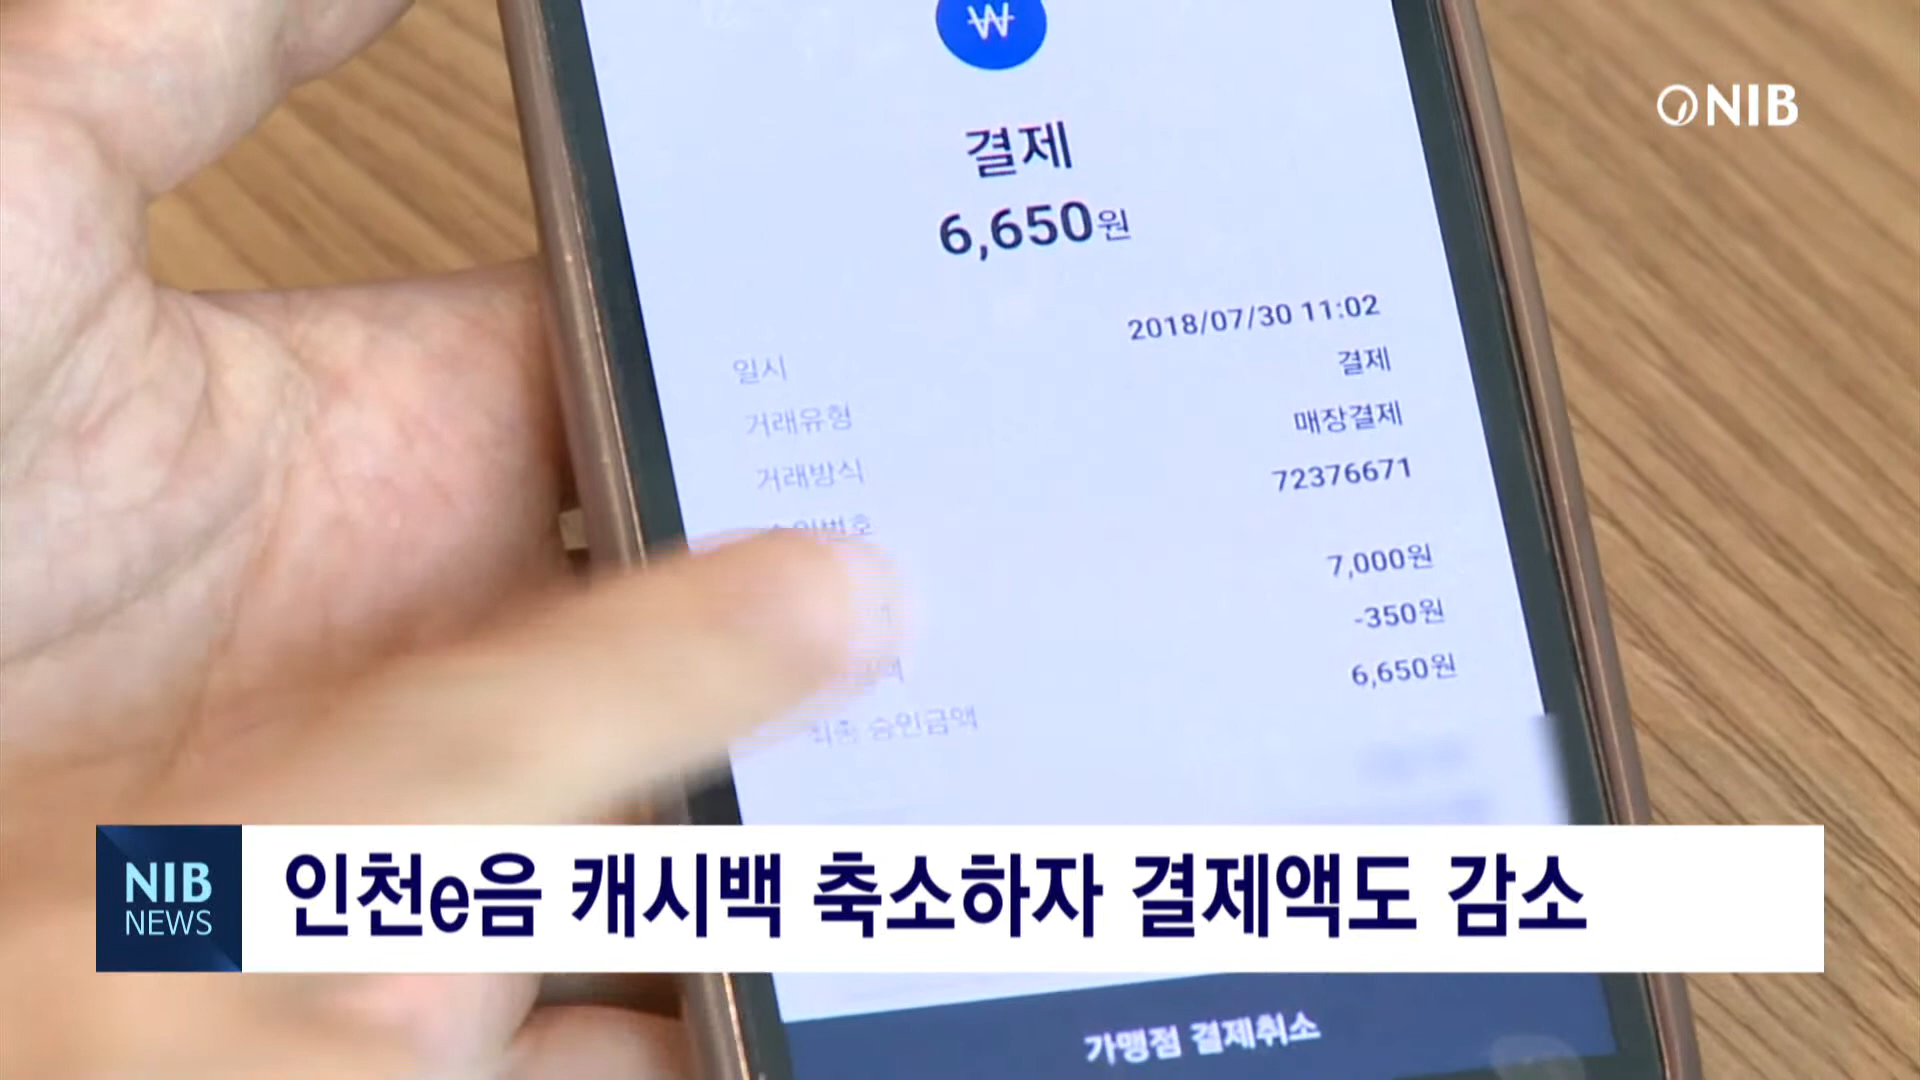 ₩
NIB
결제
6,650원
2018/07/30 11:02
일시
결제
거래유형
매장결제
거래방식
72376671
7,000원
-350원
6,650원
최종 승인금액
NIB
NEWS
인천e음 캐시백 축소하자 결제액도 감소
가맹점 결제취소